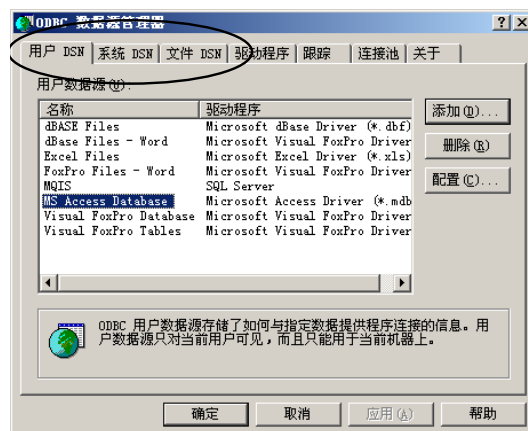 ODBC 数据源管理器
用户 DSN 系统 DSN 文件 DSN 驱动程序 跟踪 连接池 关于
用户数据源(U):
名称 驱动程序
dBASE Files Microsoft dBase Driver (*.dbf)
dBase Files - Word Microsoft Visual FoxPro Driver
Excel Files Microsoft Excel Driver (*.xls)
FoxPro Files - Word Microsoft Visual FoxPro Driver
MQIS SQL Server
MS Access Database Microsoft Access Driver (*.mdb
Visual FoxPro Database Microsoft Visual FoxPro Driver
Visual FoxPro Tables Microsoft Visual FoxPro Driver
添加(D)...
删除(R)
配置(C)...
ODBC 用户数据源存储了如何与指定数据提供程序连接的信息。用
户数据源只对当前用户可见，而且只能用于当前机器上。
确定 取消 应用(A) 帮助